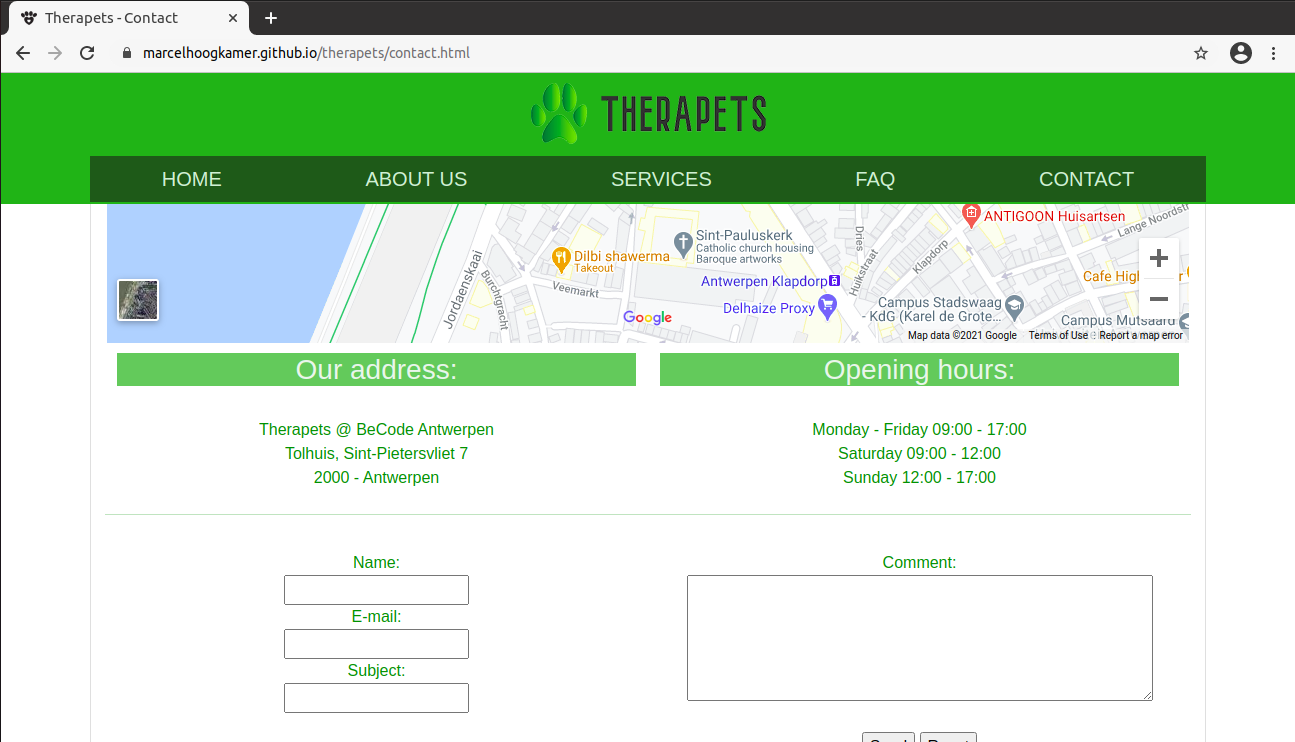 Therapets - Contact
marcelhoogkamer.github.io/therapets/contact.html
THERAPETS
HOME ABOUT US SERVICES FAQ CONTACT
ANTIGOON Huisartsen
Lange Noordstr
Sint-Pauluskerk
Catholic church housing
Baroque artworks
Dries
Klapdorp
Dilbi shawerma
Takeout
Jordaenskaai
Burchtgracht
Veemarkt
Huikstraat
Antwerpen Klapdorp
Delhaize Proxy
Cafe High
Campus Stadswaag
- KdG (Karel de Grote...
Campus Mutsaard
Google
Map data ©2021 Google Terms of Use Report a map error
Our address: Opening hours:
Therapets @ BeCode Antwerpen
Tolhuis, Sint-Pietersvliet 7
2000 - Antwerpen
Monday - Friday 09:00 - 17:00
Saturday 09:00 - 12:00
Sunday 12:00 - 17:00
Name:
E-mail:
Subject:
Comment:
Send Reset